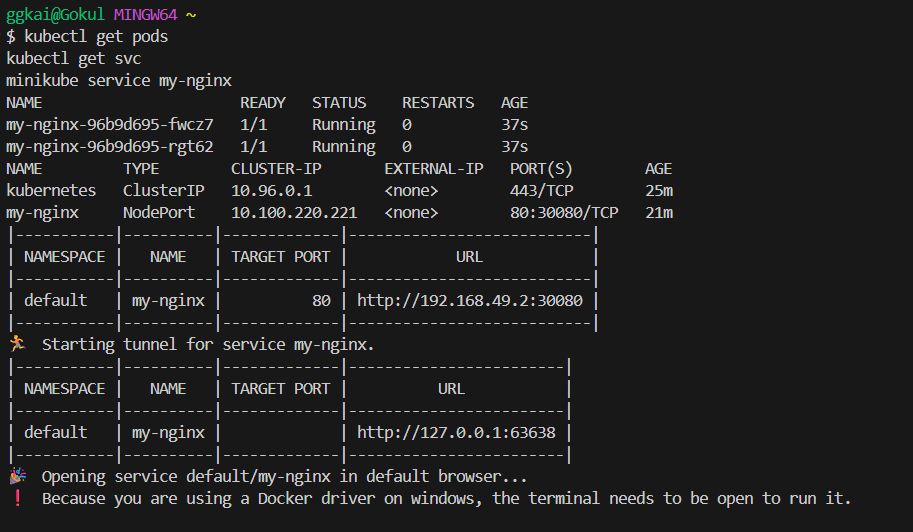 ggkai@Gokul MINGW64 ~
$ kubectl get pods
kubectl get svc
minikube service my-nginx
NAME                       READY   STATUS    RESTARTS   AGE
my-nginx-96b9d695-fwcz7   1/1     Running   0          37s
my-nginx-96b9d695-rgt62   1/1     Running   0          37s
NAME         TYPE        CLUSTER-IP       EXTERNAL-IP   PORT(S)        AGE
kubernetes   ClusterIP   10.96.0.1        <none>        443/TCP        25m
my-nginx     NodePort    10.100.220.221   <none>        80:30080/TCP   21m
|-----------|----------|-------------|---------------------------|
| NAMESPACE |   NAME   | TARGET PORT |            URL            |
|-----------|----------|-------------|---------------------------|
| default   | my-nginx |          80 | http://192.168.49.2:30080 |
|-----------|----------|-------------|---------------------------|
🏃 Starting tunnel for service my-nginx.
|-----------|----------|-------------|------------------------|
| NAMESPACE |   NAME   | TARGET PORT |          URL           |
|-----------|----------|-------------|------------------------|
| default   | my-nginx |             | http://127.0.0.1:63638 |
|-----------|----------|-------------|------------------------|
🎉 Opening service default/my-nginx in default browser...
❗ Because you are using a Docker driver on windows, the terminal needs to be open to run it.